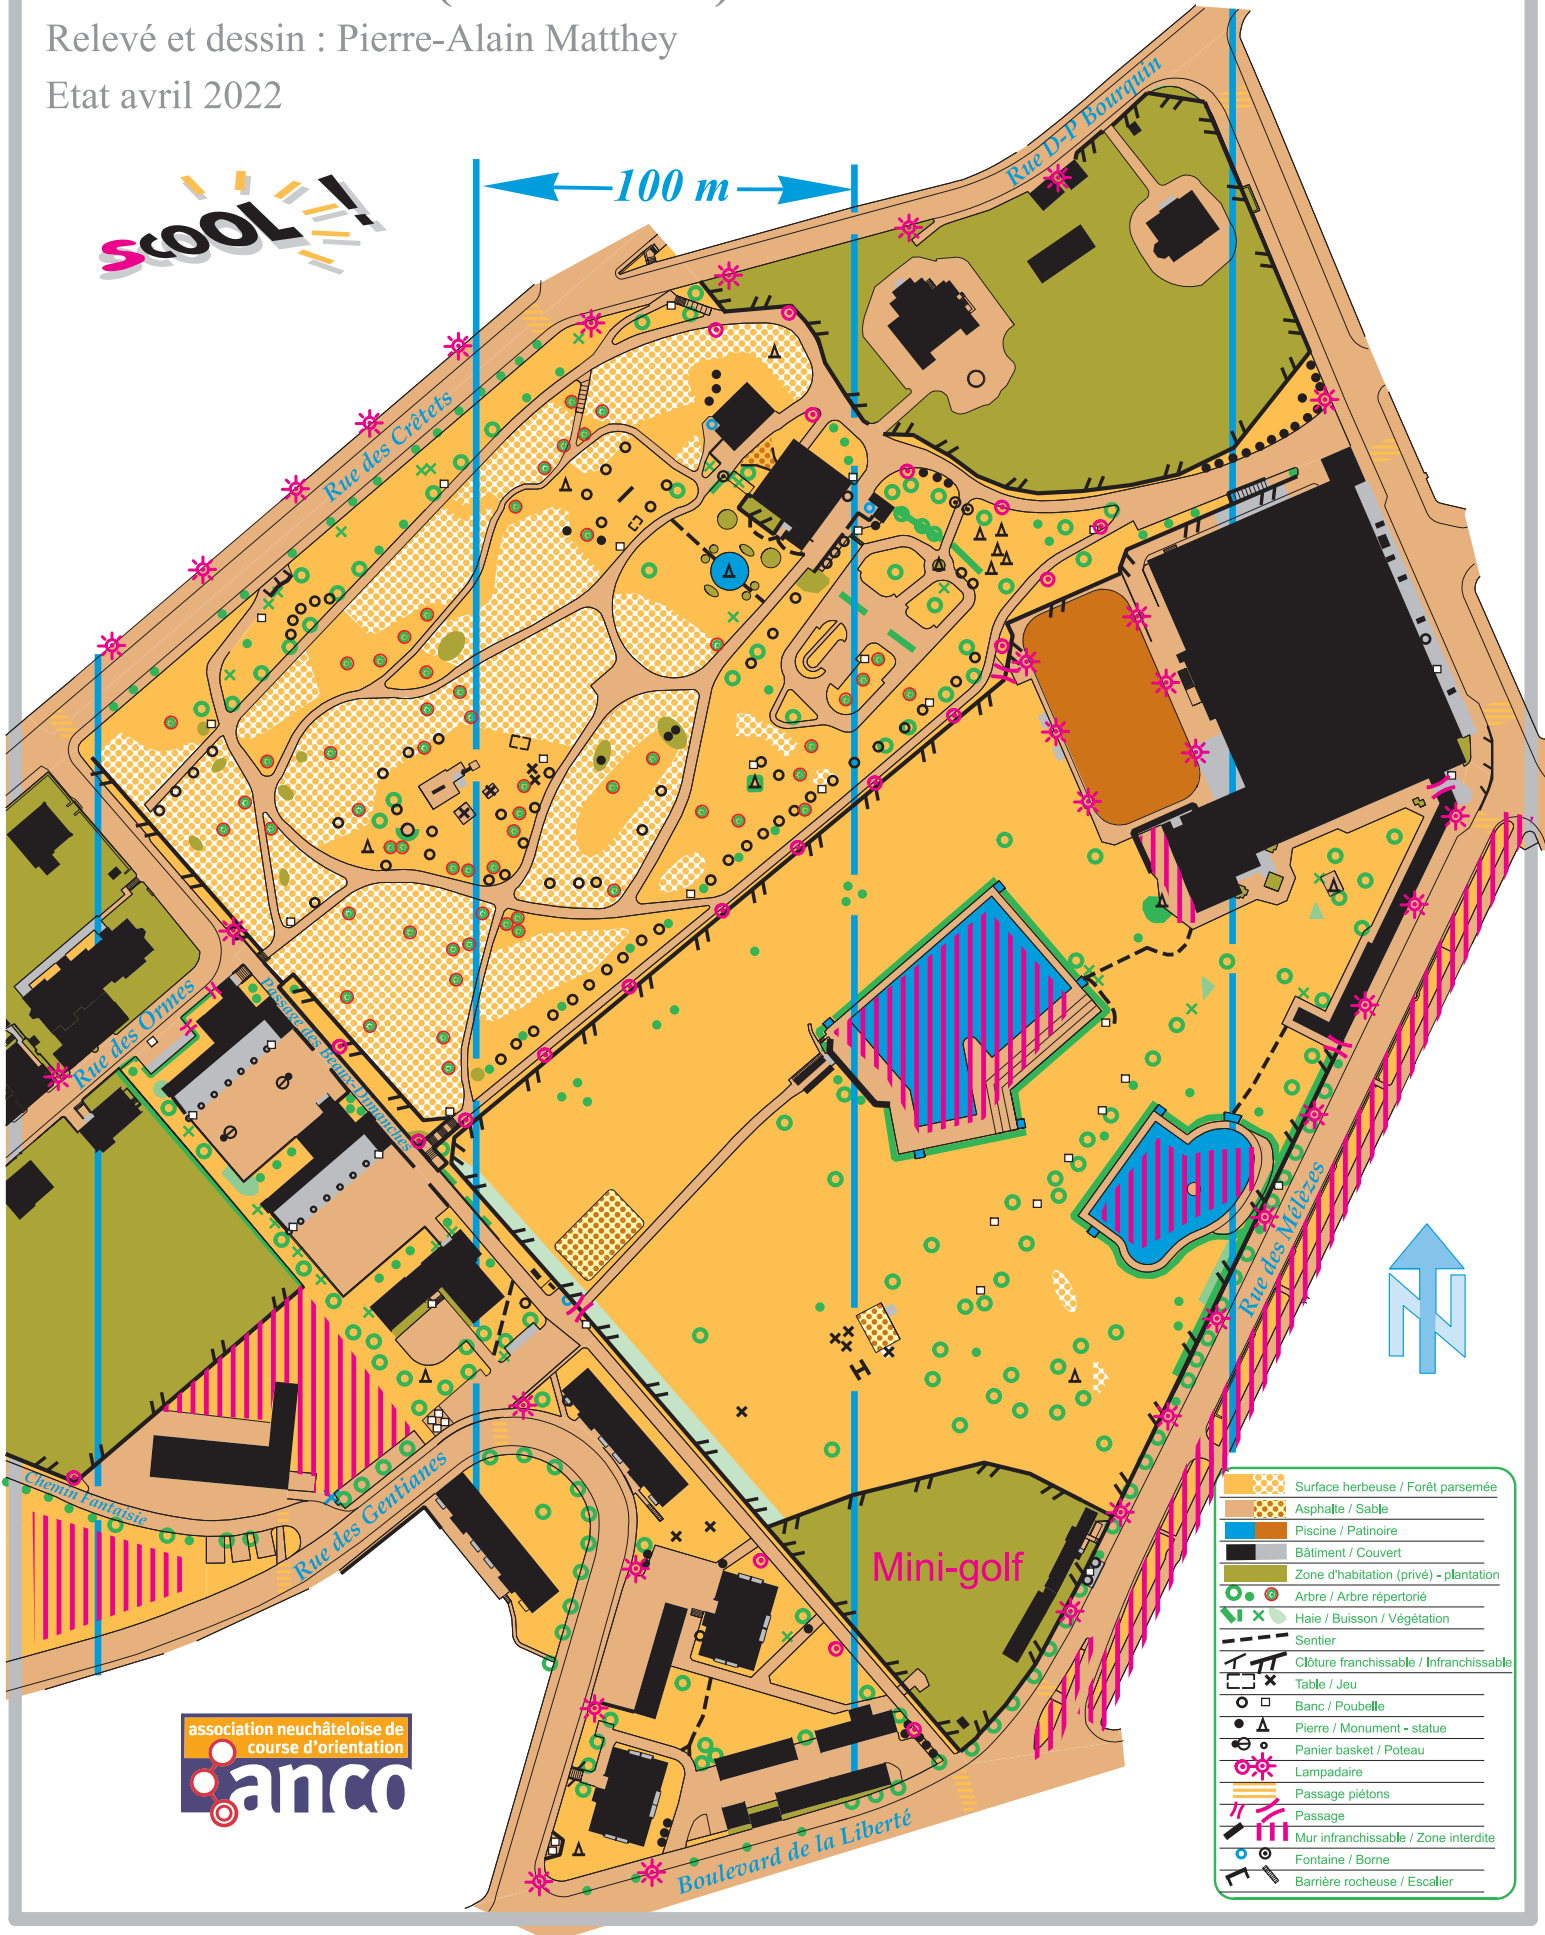 Relevé et dessin : Pierre-Alain Matthey
Etat avril 2022
SCOOL !
100 m
Rue D-P Bourquin
Rue des Crêtets
Rue des Ormes
Passage des Beaux-Dimanches
Rue des Mélèzes
N
Chemin Fantaisie
Rue des Gentianes
Mini-golf
Boulevard de la Liberté
association neuchâteloise de
course d'orientation
anco
Surface herbeuse / Forêt parsemée
Asphalte / Sable
Piscine / Patinoire
Bâtiment / Couvert
Zone d'habitation (privé) - plantation
Arbre / Arbre répertorié
Haie / Buisson / Végétation
Sentier
Clôture franchissable / Infranchissable
Table / Jeu
Banc / Poubelle
Pierre / Monument - statue
Panier basket / Poteau
Lampadaire
Passage piétons
Passage
Mur infranchissable / Zone interdite
Fontaine / Borne
Barrière rocheuse / Escalier